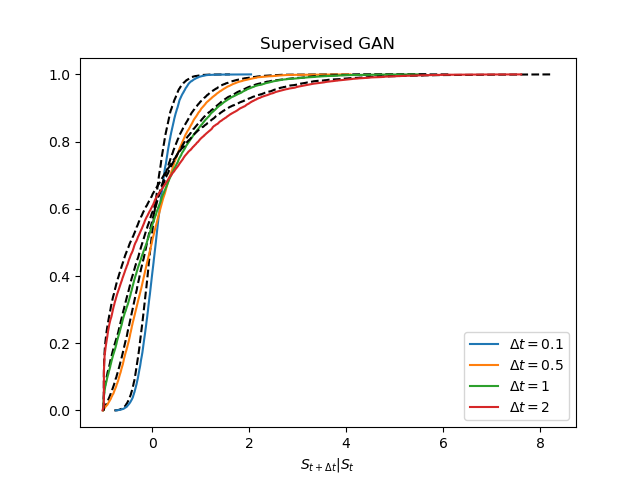 Supervised GAN
1.0
0.8
0.6
0.4
0.2
0.0
Δt = 0.1
Δt = 0.5
Δt = 1
Δt = 2
0 2 4 6 8
S_{t+Δt}|S_t